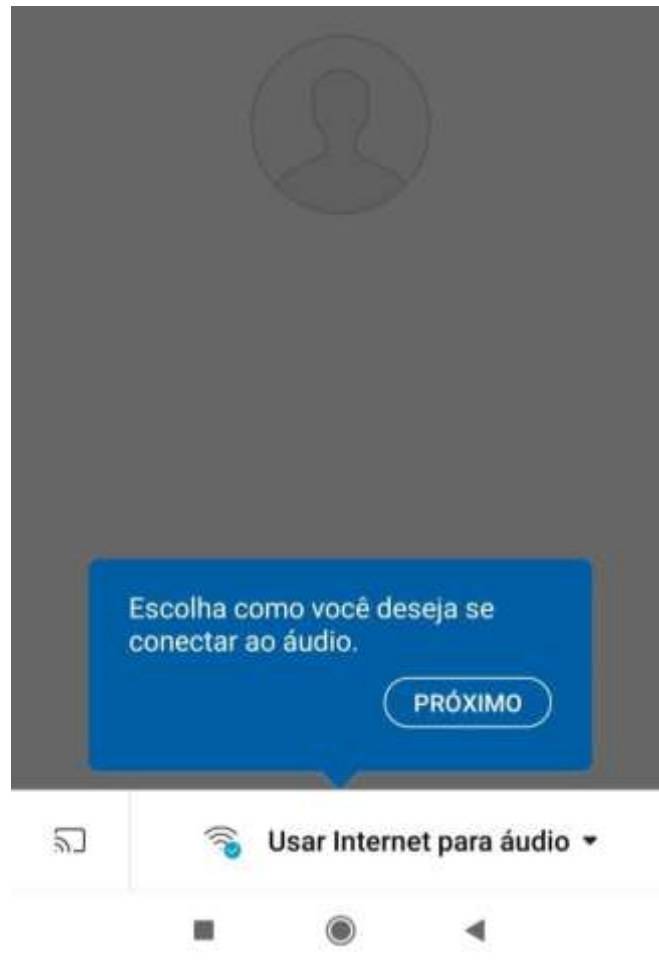 Escolha como você deseja se
conectar ao áudio.
PRÓXIMO
Usar Internet para áudio